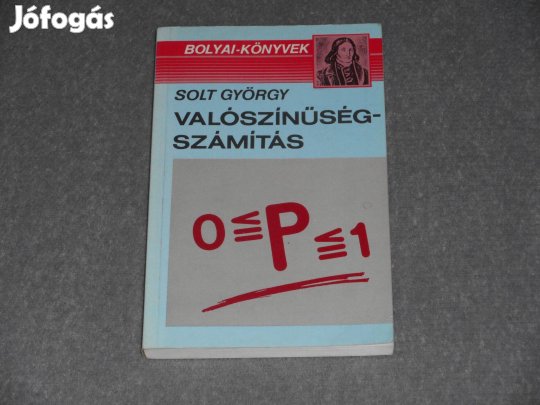 Jófogás
BOLYAI-KÖNYVEK
SOLT GYÖRGY
VALÓSZÍNŰSÉG-
SZÁMÍTÁS
0≤P≤1